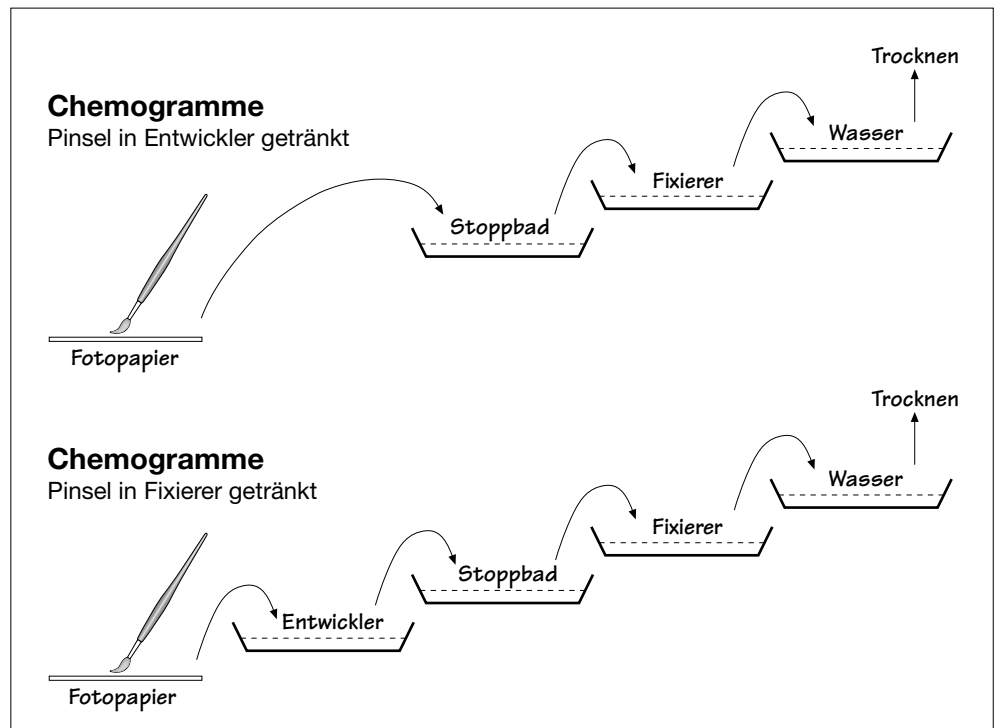 Chemogramme
Pinsel in Entwickler getränkt
Trocknen
Wasser
Fixierer
Stoppbad
Fotopapier
Chemogramme
Pinsel in Fixierer getränkt
Trocknen
Wasser
Fixierer
Stoppbad
Entwickler
Fotopapier